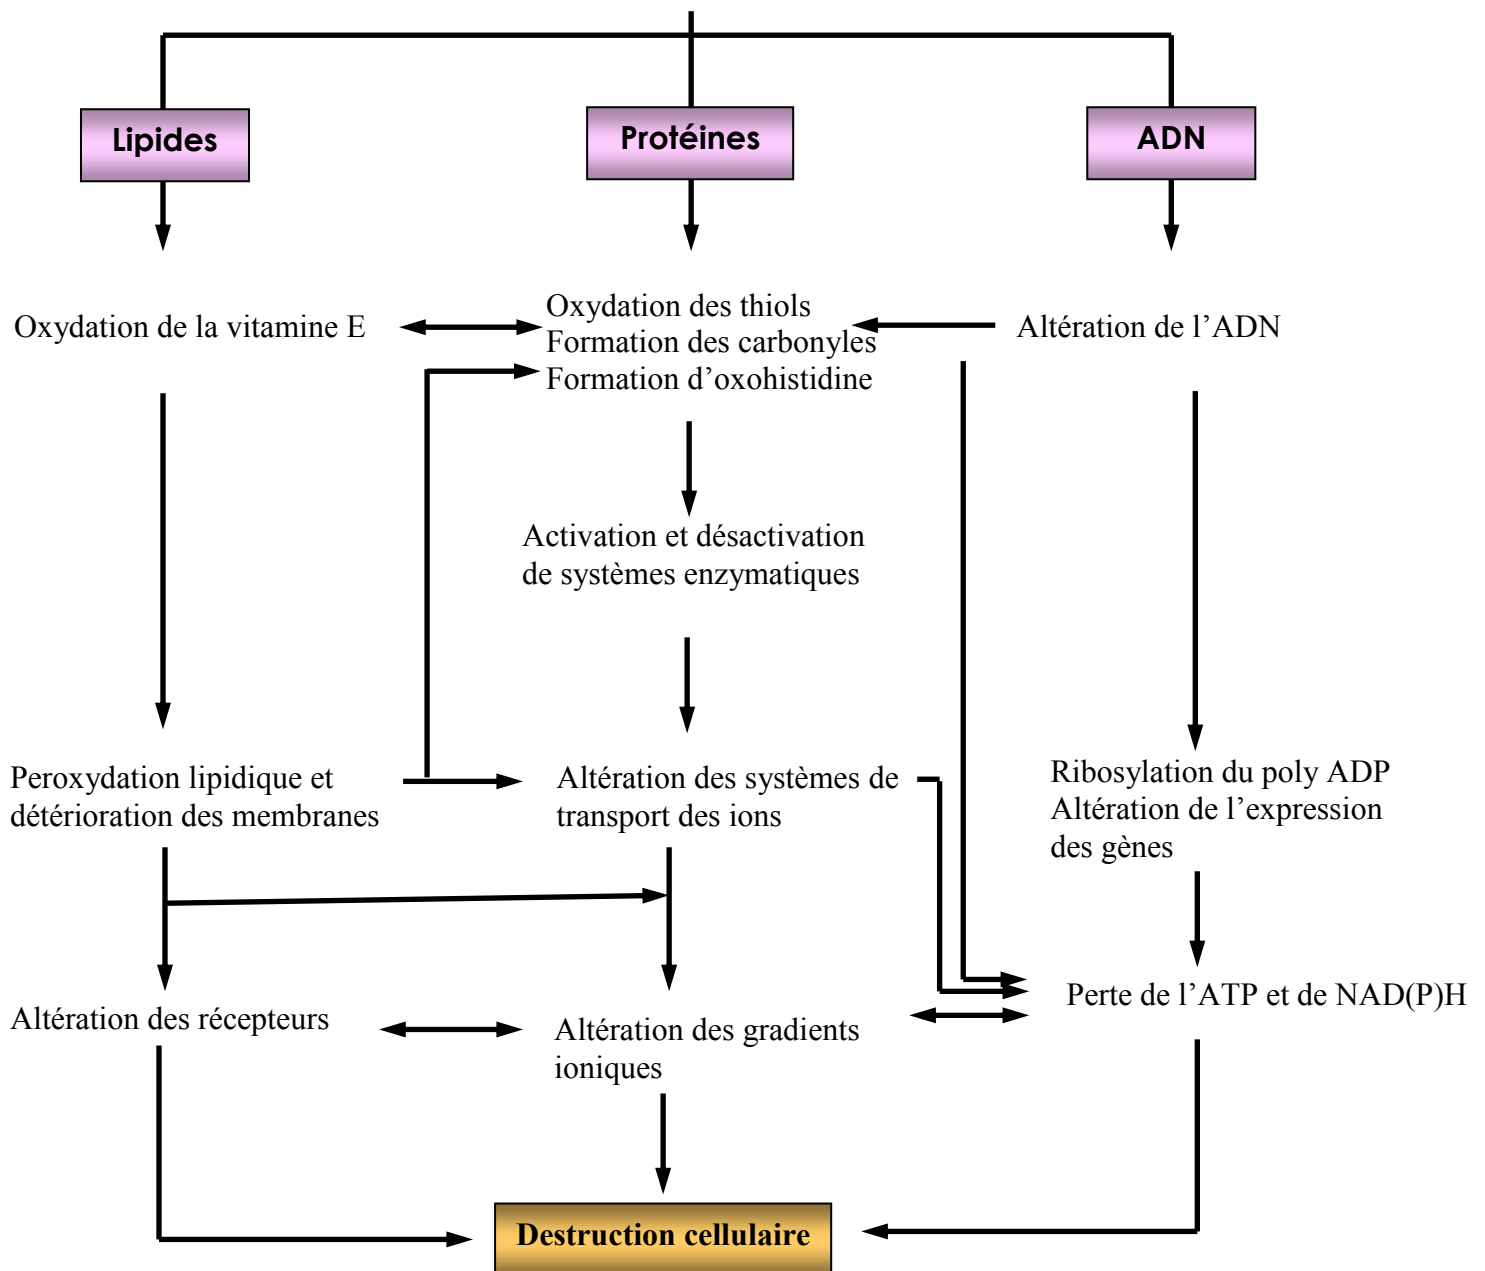 Lipides
Protéines
ADN
Oxydation de la vitamine E
Oxydation des thiols
Formation des carbonyles
Formation d’oxohistidine
Altération de l’ADN
Activation et désactivation
de systèmes enzymatiques
Peroxydation lipidique et
détérioration des membranes
Altération des systèmes de
transport des ions
Ribosylation du poly ADP
Altération de l’expression
des gènes
Altération des récepteurs
Altération des gradients
ioniques
Perte de l’ATP et de NAD(P)H
Destruction cellulaire